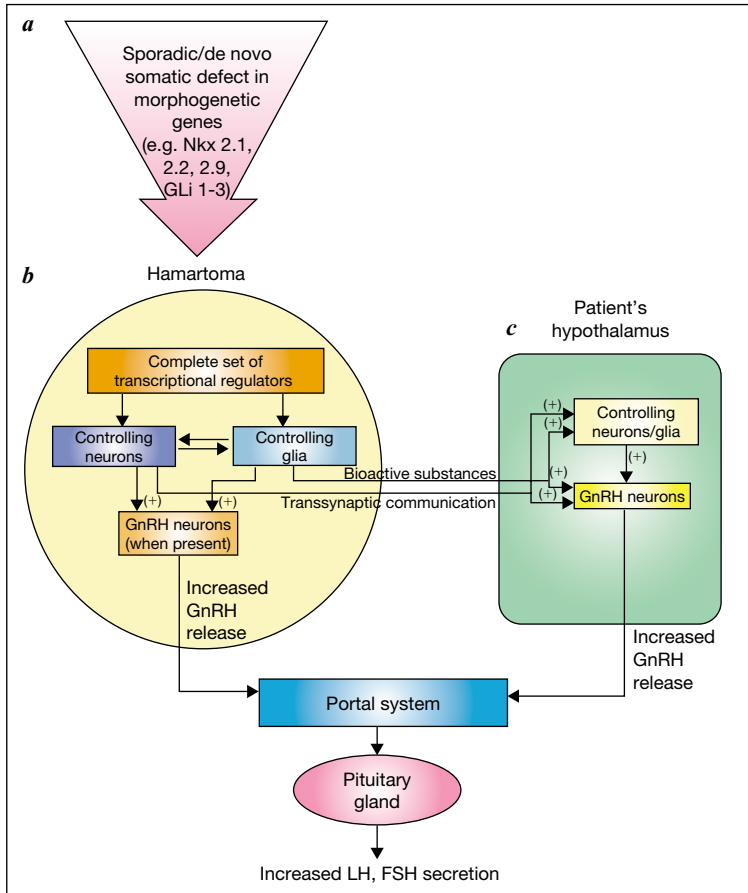 a
Sporadic/de novo
somatic defect in
morphogenetic
genes
(e.g. Nkx 2.1,
2.2, 2.9,
GLi 1-3)
b
Hamartoma
Complete set of
transcriptional regulators
Controlling
neurons
Controlling
glia
(+)
(+)
GnRH neurons
(when present)
Increased
GnRH
release
Bioactive substances
Transsynaptic communication
c
Patient's
hypothalamus
(+)
(+)
Controlling
neurons/glia
(+)
(+)
(+)
GnRH neurons
Increased
GnRH
release
Portal system
Pituitary
gland
Increased LH, FSH secretion